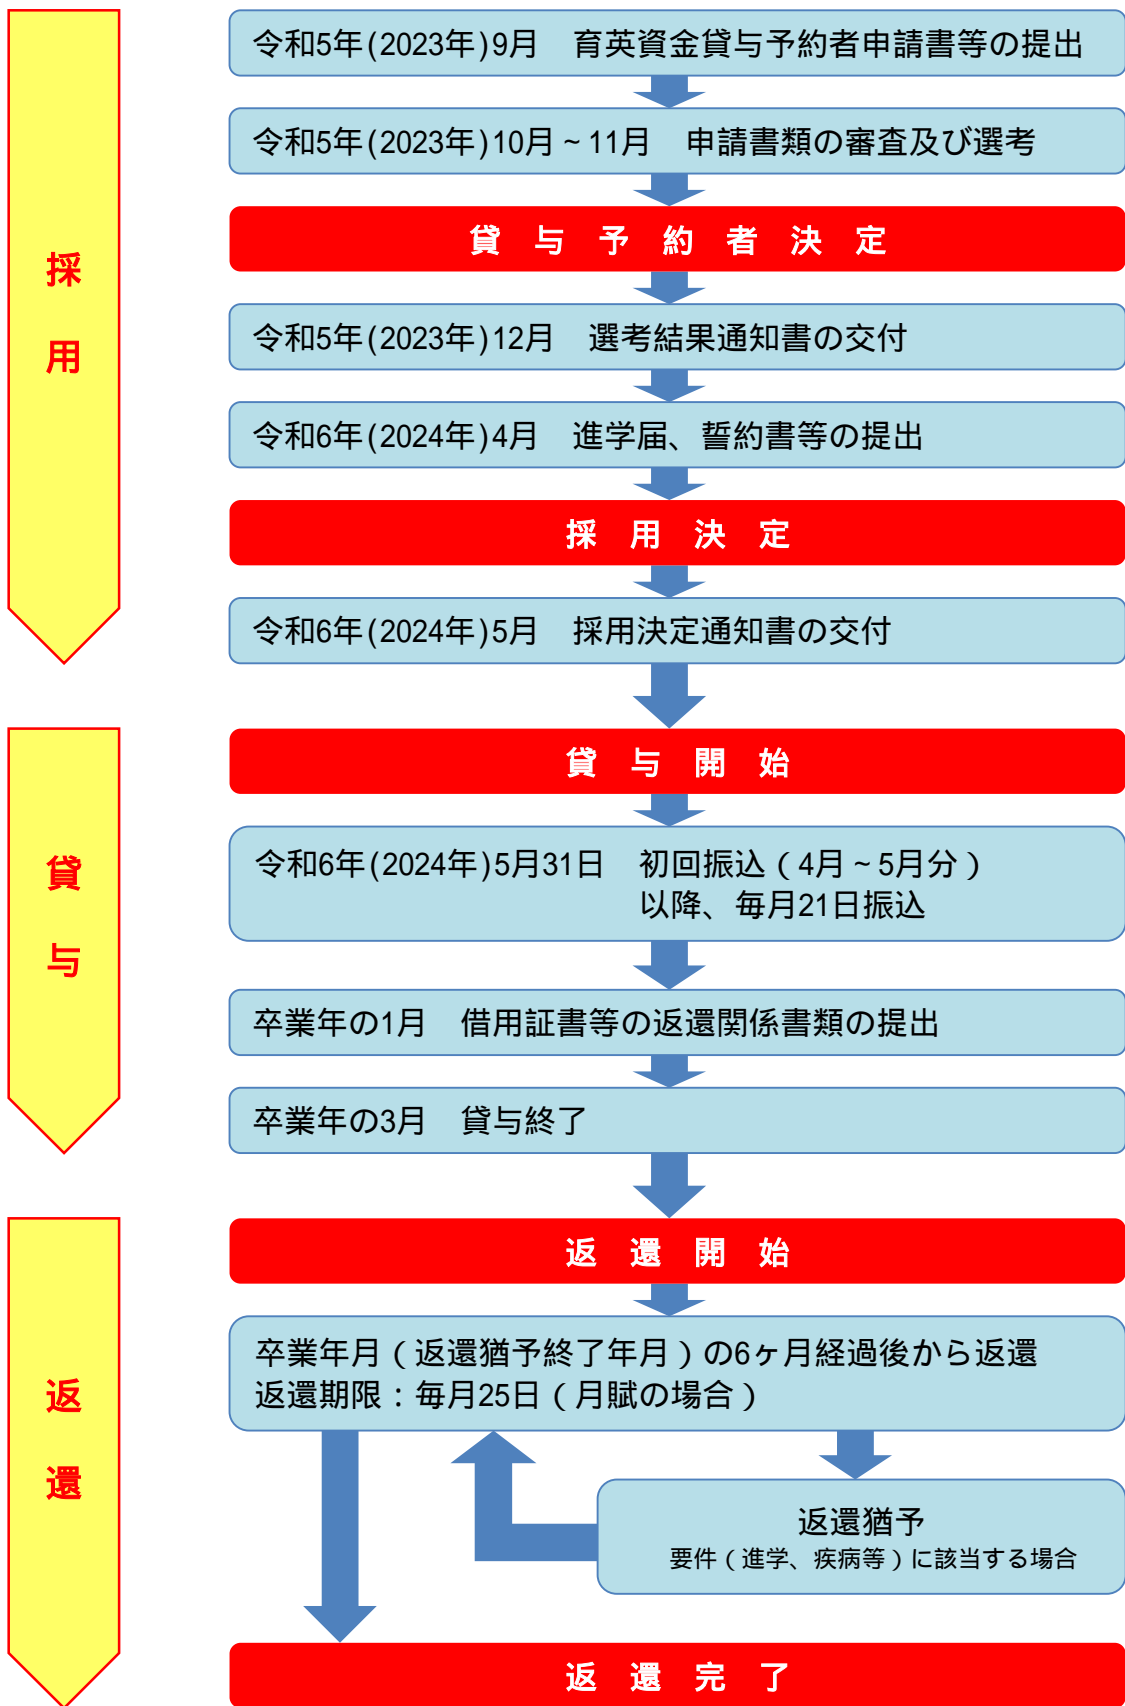 採用
令和5年(2023年)9月　育英資金貸与予約者申請書等の提出
令和5年(2023年)10月~11月　申請書類の審査及び選考
貸　与　予　約　者　決　定
令和5年(2023年)12月　選考結果通知書の交付
令和6年(2024年)4月　進学届、誓約書等の提出
採　用　決　定
令和6年(2024年)5月　採用決定通知書の交付
貸与
貸　与　開　始
令和6年(2024年)5月31日　初回振込（4月~5月分）
以降、毎月21日振込
卒業年の1月　借用証書等の返還関係書類の提出
卒業年の3月　貸与終了
返還
返　還　開　始
卒業年月（返還猶予終了年月）の6ヶ月経過後から返還
返還期限：毎月25日（月賦の場合）
返還猶予
要件（進学、疾病等）に該当する場合
返　還　完　了